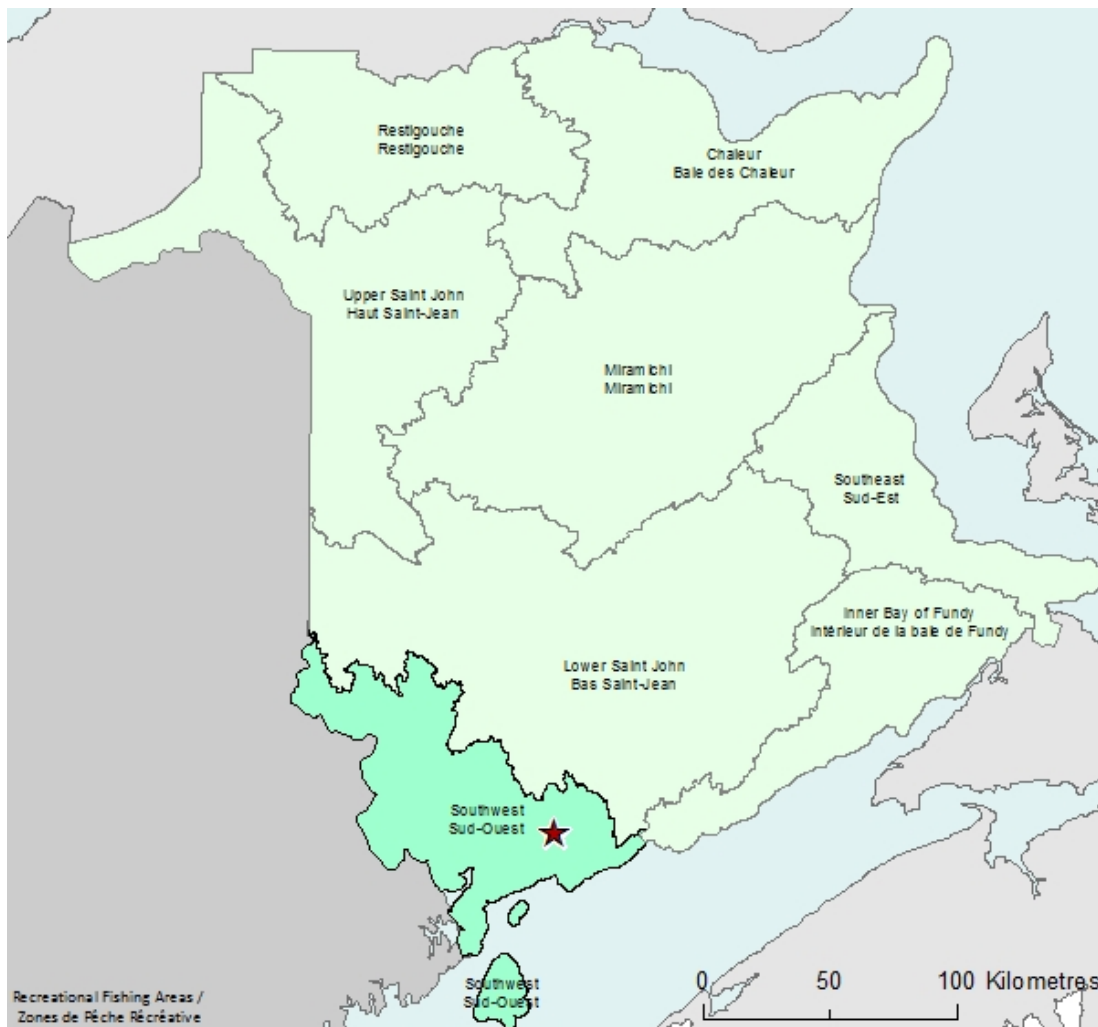 Restigouche
Restigouche
Chaleur
Baie des Chaleur
Upper Saint John
Haut Saint-Jean
Miramichi
Miramichi
Southeast
Sud-Est
Inner Bay of Fundy
Intérieur de la baie de Fundy
Lower Saint John
Bas Saint-Jean
Southwest
Sud-Ouest
Southwest
Sud-Ouest
0 50 100 Kilometres
Recreational Fishing Areas /
Zones de Pêche Récréative